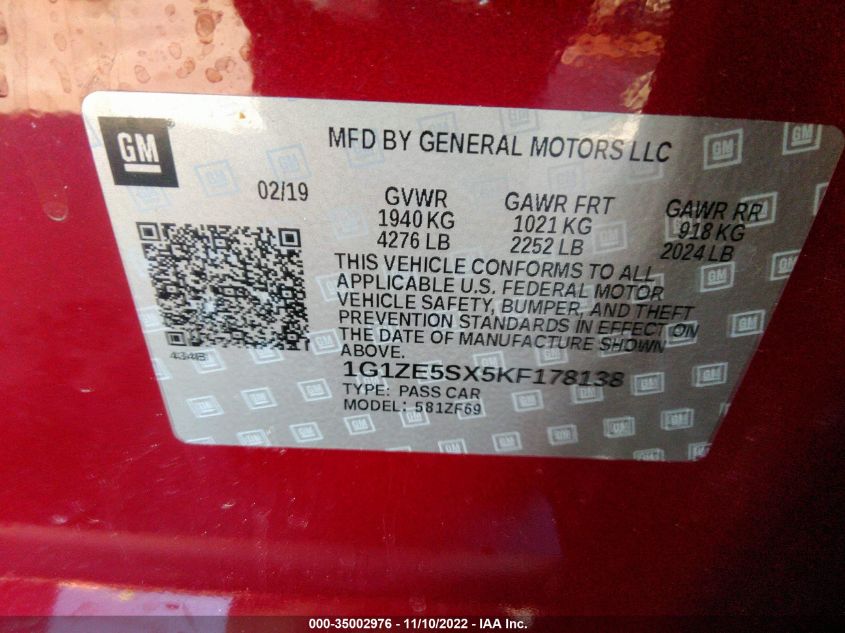 GM
MFD BY GENERAL MOTORS LLC
02/19
GVWR
1940 KG
4276 LB
GAWR FRT
1021 KG
2252 LB
GAWR RR
918 KG
2024 LB
THIS VEHICLE CONFORMS TO ALL
APPLICABLE U.S. FEDERAL MOTOR
VEHICLE SAFETY, BUMPER, AND THEFT
PREVENTION STANDARDS IN EFFECT ON
THE DATE OF MANUFACTURE SHOWN
ABOVE.
434B
1G1ZE5SX5KF178138
TYPE: PASS CAR
MODEL: 581ZF69
000-35002976 - 11/10/2022 - IAA Inc.